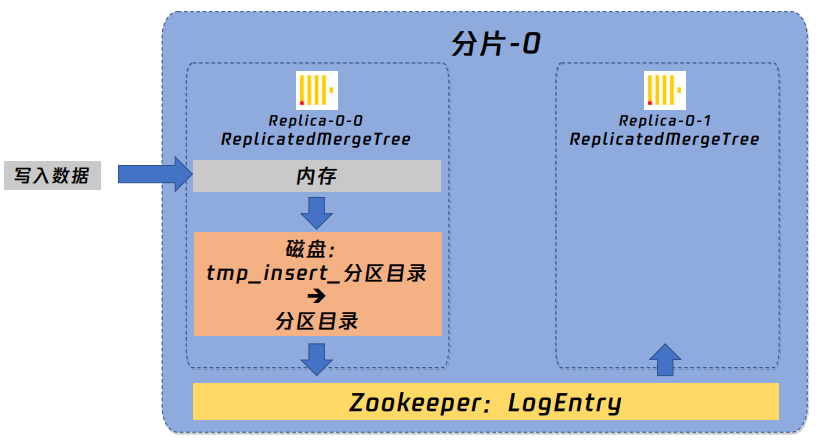 分片-0
Replica-0-0
ReplicatedMergeTree
Replica-0-1
ReplicatedMergeTree
写入数据
内存
磁盘：
tmp_insert_分区目录
➔
分区目录
Zookeeper：LogEntry